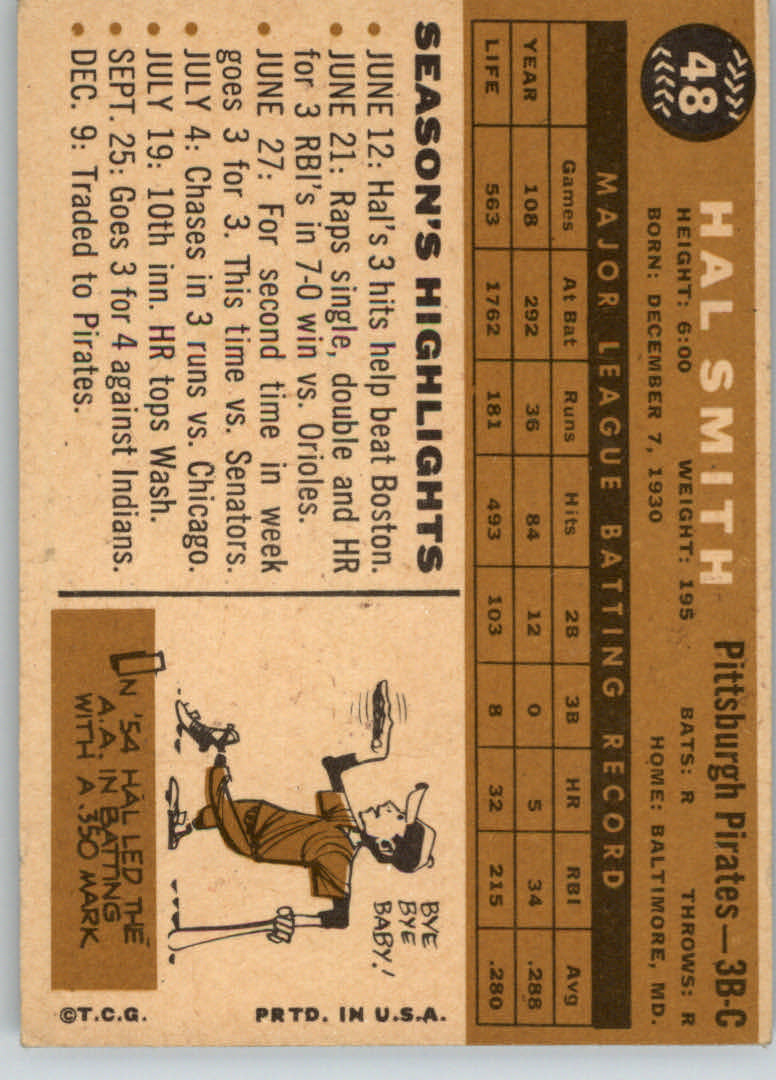 48
HAL SMITH
Pittsburgh Pirates—3B-C
HEIGHT: 6:00 WEIGHT: 195 BATS: R THROWS: R
BORN: DECEMBER 7, 1930 HOME: BALTIMORE, MD.
MAJOR LEAGUE BATTING RECORD
Games At Bat Runs Hits 2B 3B HR RBI Avg
YEAR 108 292 36 84 12 0 5 34 .288
LIFE 563 1762 181 493 103 8 32 215 .280
SEASON'S HIGHLIGHTS
• JUNE 12: Hal's 3 hits help beat Boston.
• JUNE 21: Raps single, double and HR
for 3 RBI's in 7-0 win vs. Orioles.
• JUNE 27: For second time in week
goes 3 for 3. This time vs. Senators.
• JULY 4: Chases in 3 runs vs. Chicago.
• JULY 19: 10th inn. HR tops Wash.
• SEPT. 25: Goes 3 for 4 against Indians.
• DEC. 9: Traded to Pirates.
BYE
BYE
BABY!
IN '54 HAL LED THE
A.A. IN BATTING
WITH A .350 MARK
©T.C.G. PRTD. IN U.S.A.